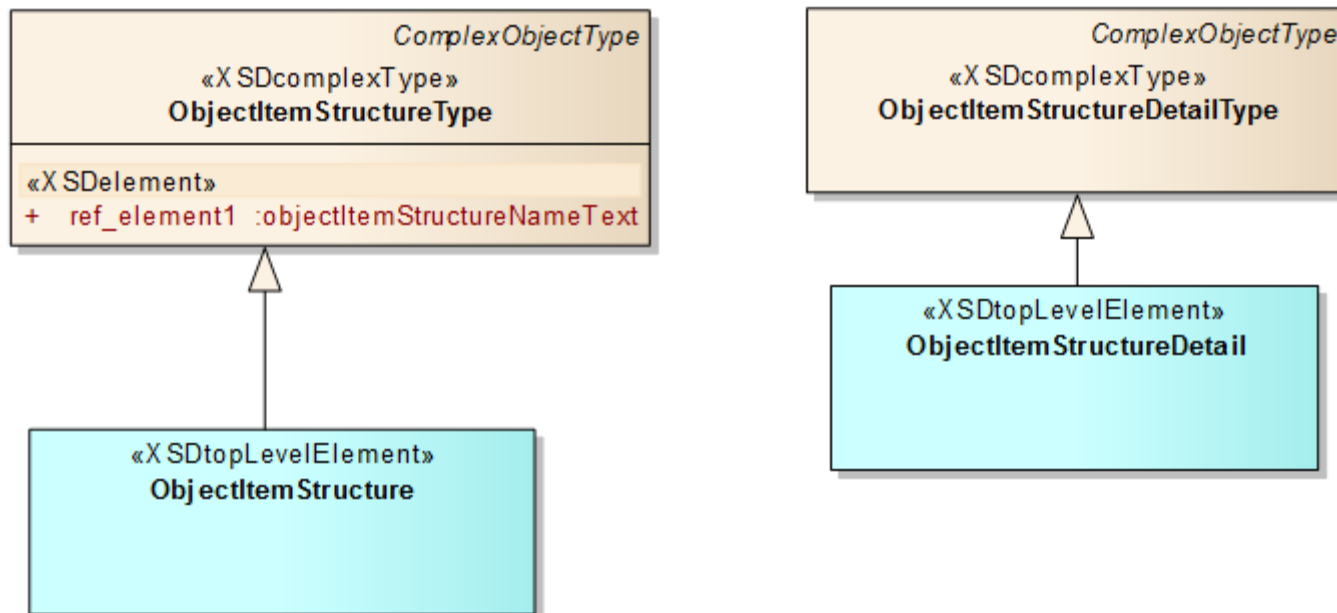 ComplexObjectType
«XSDcomplexType»
ObjectItemStructureType
«XSDelement»
+ ref_element1 :objectItemStructureNameText
«XSDtopLevelElement»
ObjectItemStructure
ComplexObjectType
«XSDcomplexType»
ObjectItemStructureDetailType
«XSDtopLevelElement»
ObjectItemStructureDetail